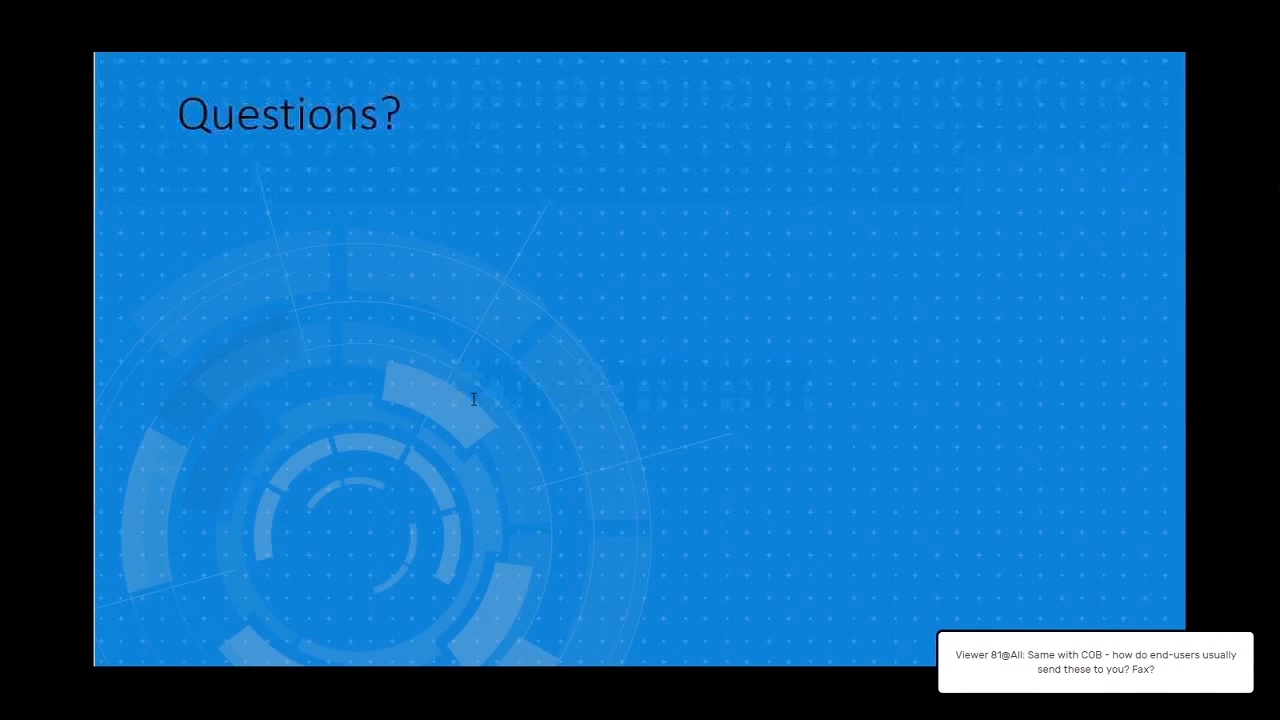 Questions?
Viewer 81@All: Same with COB - how do end-users usually
send these to you? Fax?